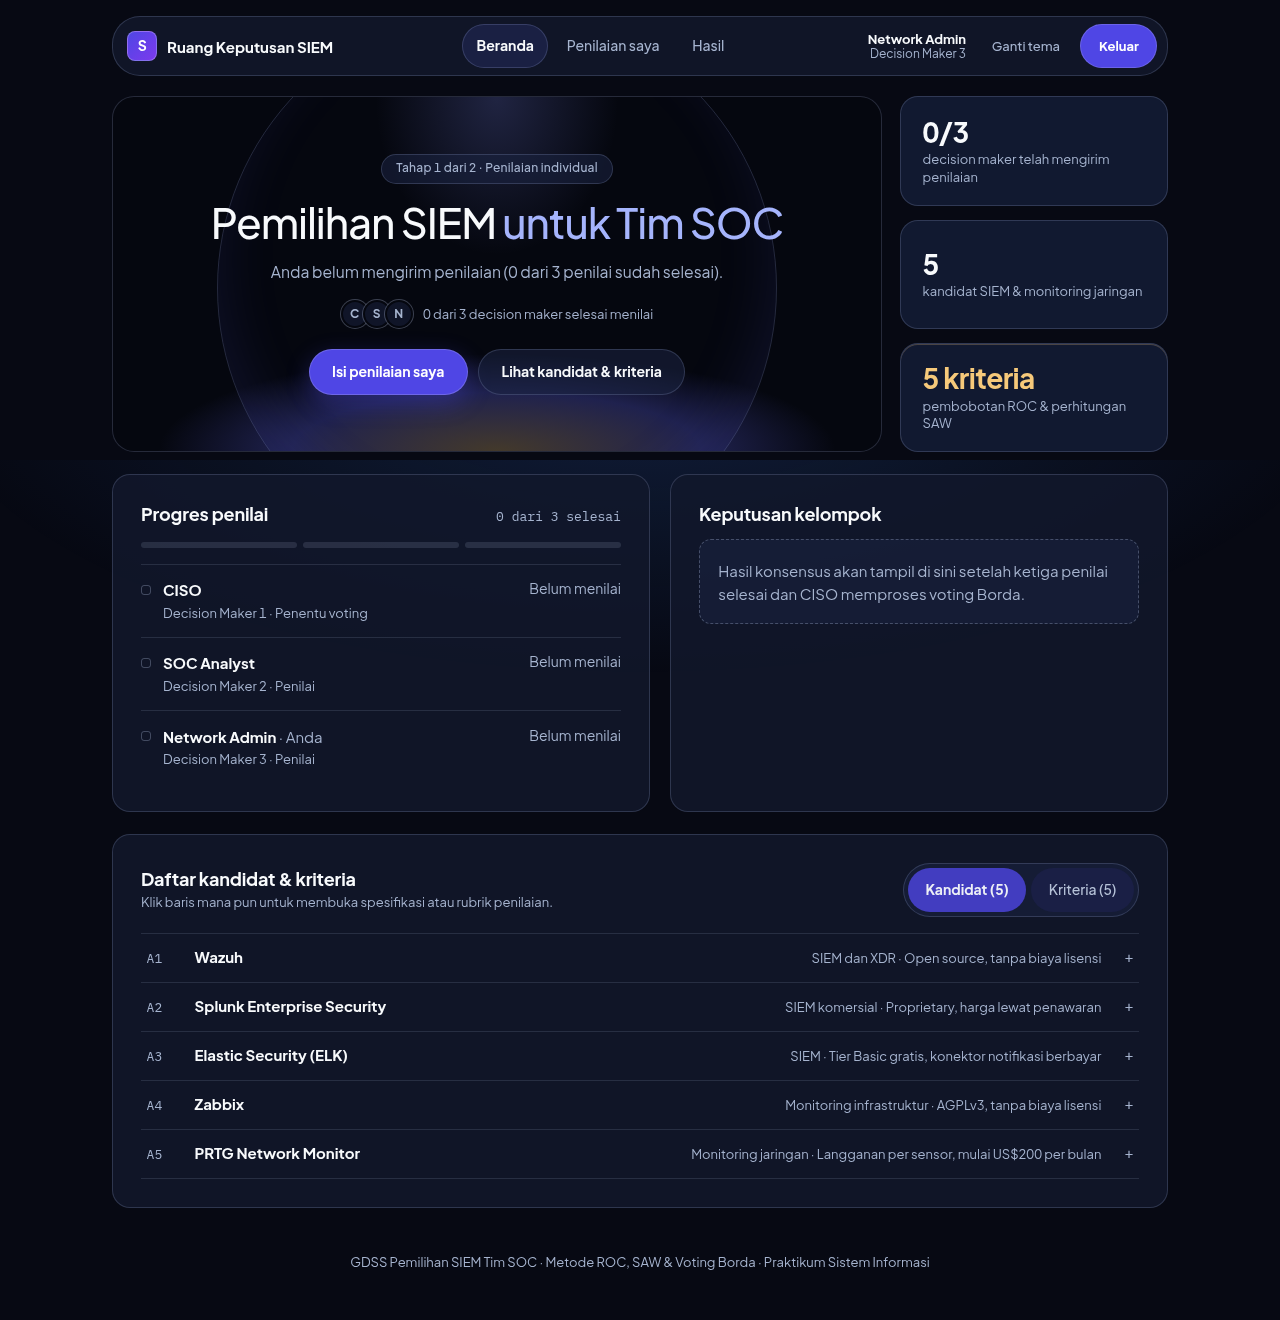 S Ruang Keputusan SIEM
Beranda Penilaian saya Hasil
Network Admin
Decision Maker 3
Ganti tema
Keluar
Tahap 1 dari 2 · Penilaian individual
Pemilihan SIEM untuk Tim SOC
Anda belum mengirim penilaian (0 dari 3 penilai sudah selesai).
C S N 0 dari 3 decision maker selesai menilai
Isi penilaian saya Lihat kandidat & kriteria
0/3
decision maker telah mengirim
penilaian
5
kandidat SIEM & monitoring jaringan
5 kriteria
pembobotan ROC & perhitungan
SAW
Progres penilai 0 dari 3 selesai
CISO Belum menilai
Decision Maker 1 · Penentu voting
SOC Analyst Belum menilai
Decision Maker 2 · Penilai
Network Admin · Anda Belum menilai
Decision Maker 3 · Penilai
Keputusan kelompok
Hasil konsensus akan tampil di sini setelah ketiga penilai
selesai dan CISO memproses voting Borda.
Daftar kandidat & kriteria
Klik baris mana pun untuk membuka spesifikasi atau rubrik penilaian.
Kandidat (5) Kriteria (5)
A1 Wazuh SIEM dan XDR · Open source, tanpa biaya lisensi +
A2 Splunk Enterprise Security SIEM komersial · Proprietary, harga lewat penawaran +
A3 Elastic Security (ELK) SIEM · Tier Basic gratis, konektor notifikasi berbayar +
A4 Zabbix Monitoring infrastruktur · AGPLv3, tanpa biaya lisensi +
A5 PRTG Network Monitor Monitoring jaringan · Langganan per sensor, mulai US$200 per bulan +
GDSS Pemilihan SIEM Tim SOC · Metode ROC, SAW & Voting Borda · Praktikum Sistem Informasi